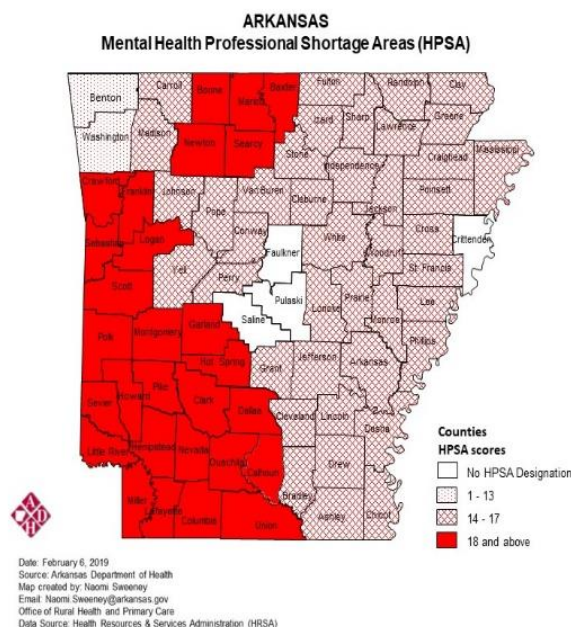 ARKANSAS
Mental Health Professional Shortage Areas (HPSA)
Benton
Carroll
Boone
Marion
Baxter
Fulton
Randolph
Clay
Washington
Madison
Newton
Searcy
Stone
Izard
Sharp
Lawrence
Greene
Independence
Craighead
Mississippi
Crawford
Franklin
Johnson
Pope
Van Buren
Cleburne
Jackson
Poinsett
Sebastian
Logan
Conway
Faulkner
White
Woodruff
Cross
Crittenden
Scott
Yell
Perry
Pulaski
Saline
Lonoke
Prairie
Monroe
St. Francis
Lee
Phillips
Polk
Montgomery
Garland
Hot Spring
Grant
Jefferson
Arkansas
Sevier
Howard
Pike
Clark
Dallas
Cleveland
Lincoln
Desha
Little River
Hempstead
Nevada
Ouachita
Calhoun
Bradley
Drew
Miller
Lafayette
Columbia
Union
Ashley
Chicot
Counties
HPSA scores
No HPSA Designation
1 - 13
14 - 17
18 and above
ADH
Date: February 6, 2019
Source: Arkansas Department of Health
Map created by: Naomi Sweeney
Email: Naomi.Sweeney@arkansas.gov
Office of Rural Health and Primary Care
Data Source: Health Resources & Services Administration (HRSA)